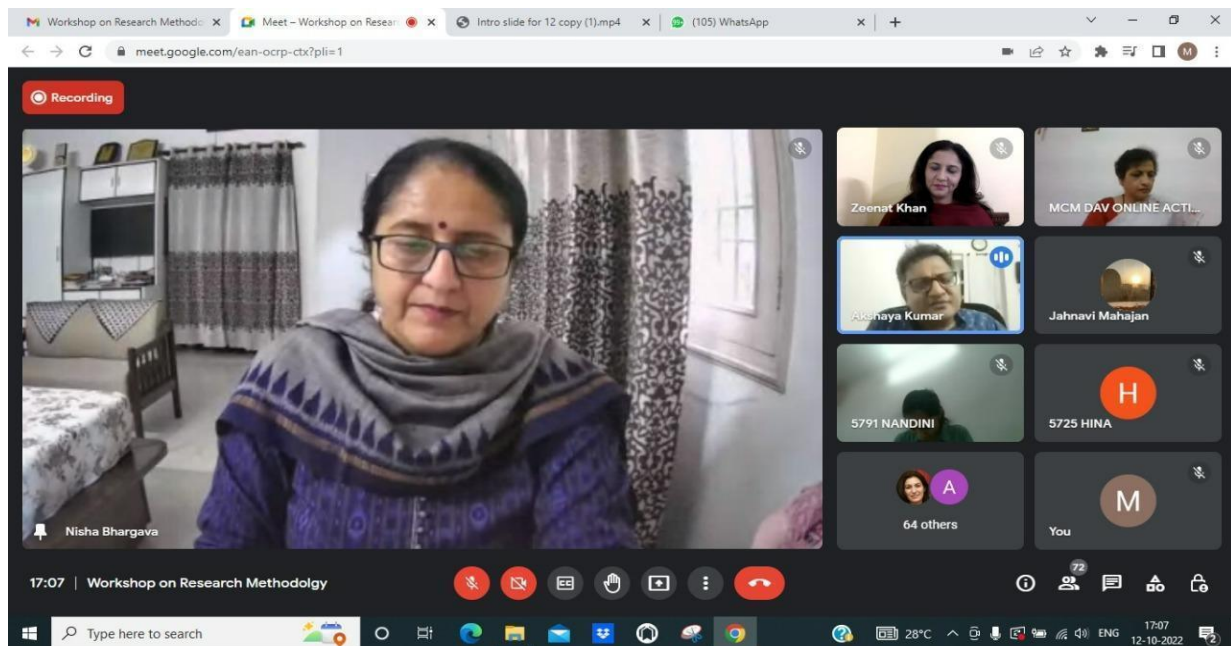 Workshop on Research Methodo
Meet – Workshop on Resear
Intro slide for 12 copy (1).mp4
(105) WhatsApp
meet.google.com/ean-ocrp-ctx?pli=1
M
Recording
Zeenat Khan
MCM DAV ONLINE ACTI...
Akshaya Kumar
Jahnavi Mahajan
5791 NANDINI
H
5725 HINA
A
64 others
M
You
Nisha Bhargava
17:07 | Workshop on Research Methodolgy
CC
72
Type here to search
28°C
ENG
17:07
12-10-2022
2